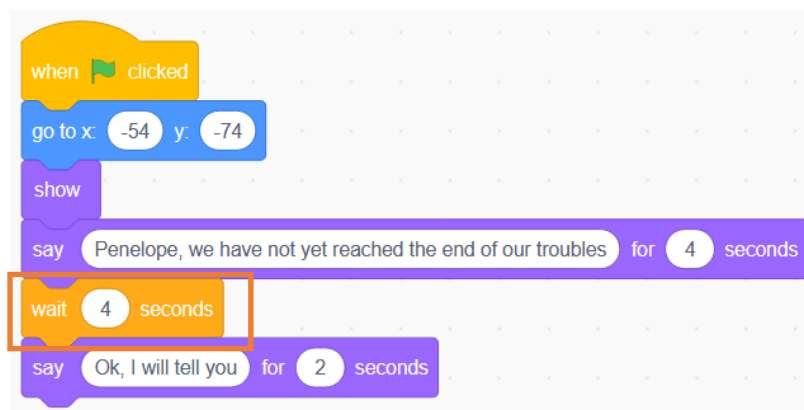 when clicked
go to x: -54 y: -74
show
say Penelope, we have not yet reached the end of our troubles for 4 seconds
wait 4 seconds
say Ok, I will tell you for 2 seconds